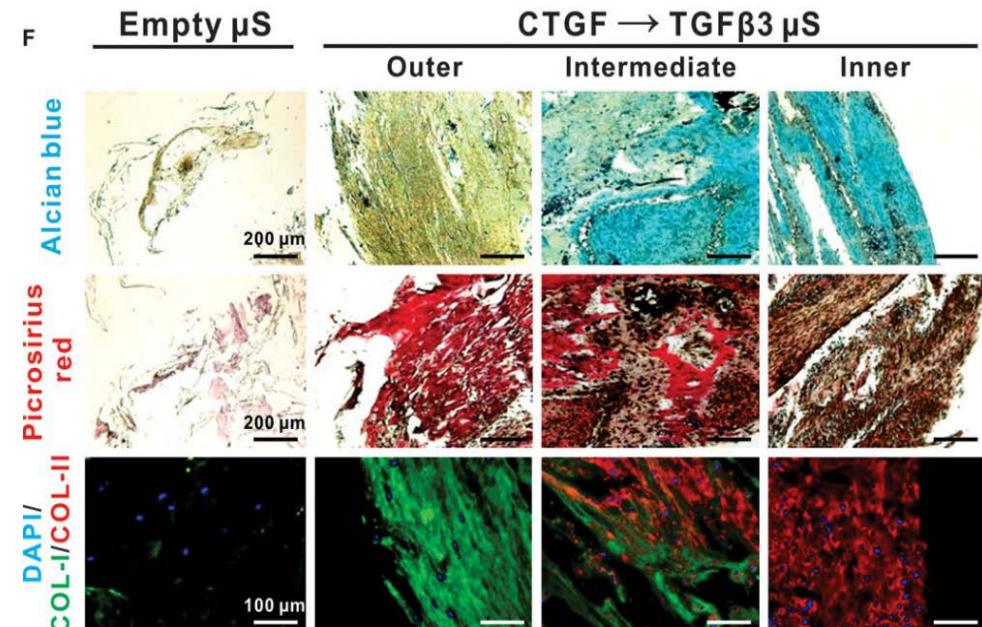 F
Empty µS
CTGF → TGFβ3 µS
Outer
Intermediate
Inner
Alcian blue
200 µm
Picrosirius
red
200 µm
DAPI/
COL-I/COL-II
100 µm